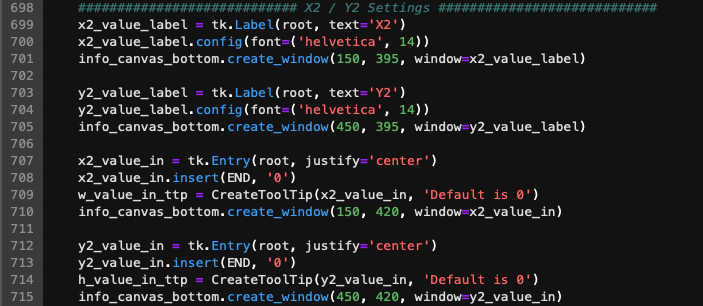 698 ############################ X2 / Y2 Settings ############################
699 x2_value_label = tk.Label(root, text='X2')
700 x2_value_label.config(font=('helvetica', 14))
701 info_canvas_bottom.create_window(150, 395, window=x2_value_label)
702
703 y2_value_label = tk.Label(root, text='Y2')
704 y2_value_label.config(font=('helvetica', 14))
705 info_canvas_bottom.create_window(450, 395, window=y2_value_label)
706
707 x2_value_in = tk.Entry(root, justify='center')
708 x2_value_in.insert(END, '0')
709 w_value_in_ttp = CreateToolTip(x2_value_in, 'Default is 0')
710 info_canvas_bottom.create_window(150, 420, window=x2_value_in)
711
712 y2_value_in = tk.Entry(root, justify='center')
713 y2_value_in.insert(END, '0')
714 h_value_in_ttp = CreateToolTip(y2_value_in, 'Default is 0')
715 info_canvas_bottom.create_window(450, 420, window=y2_value_in)